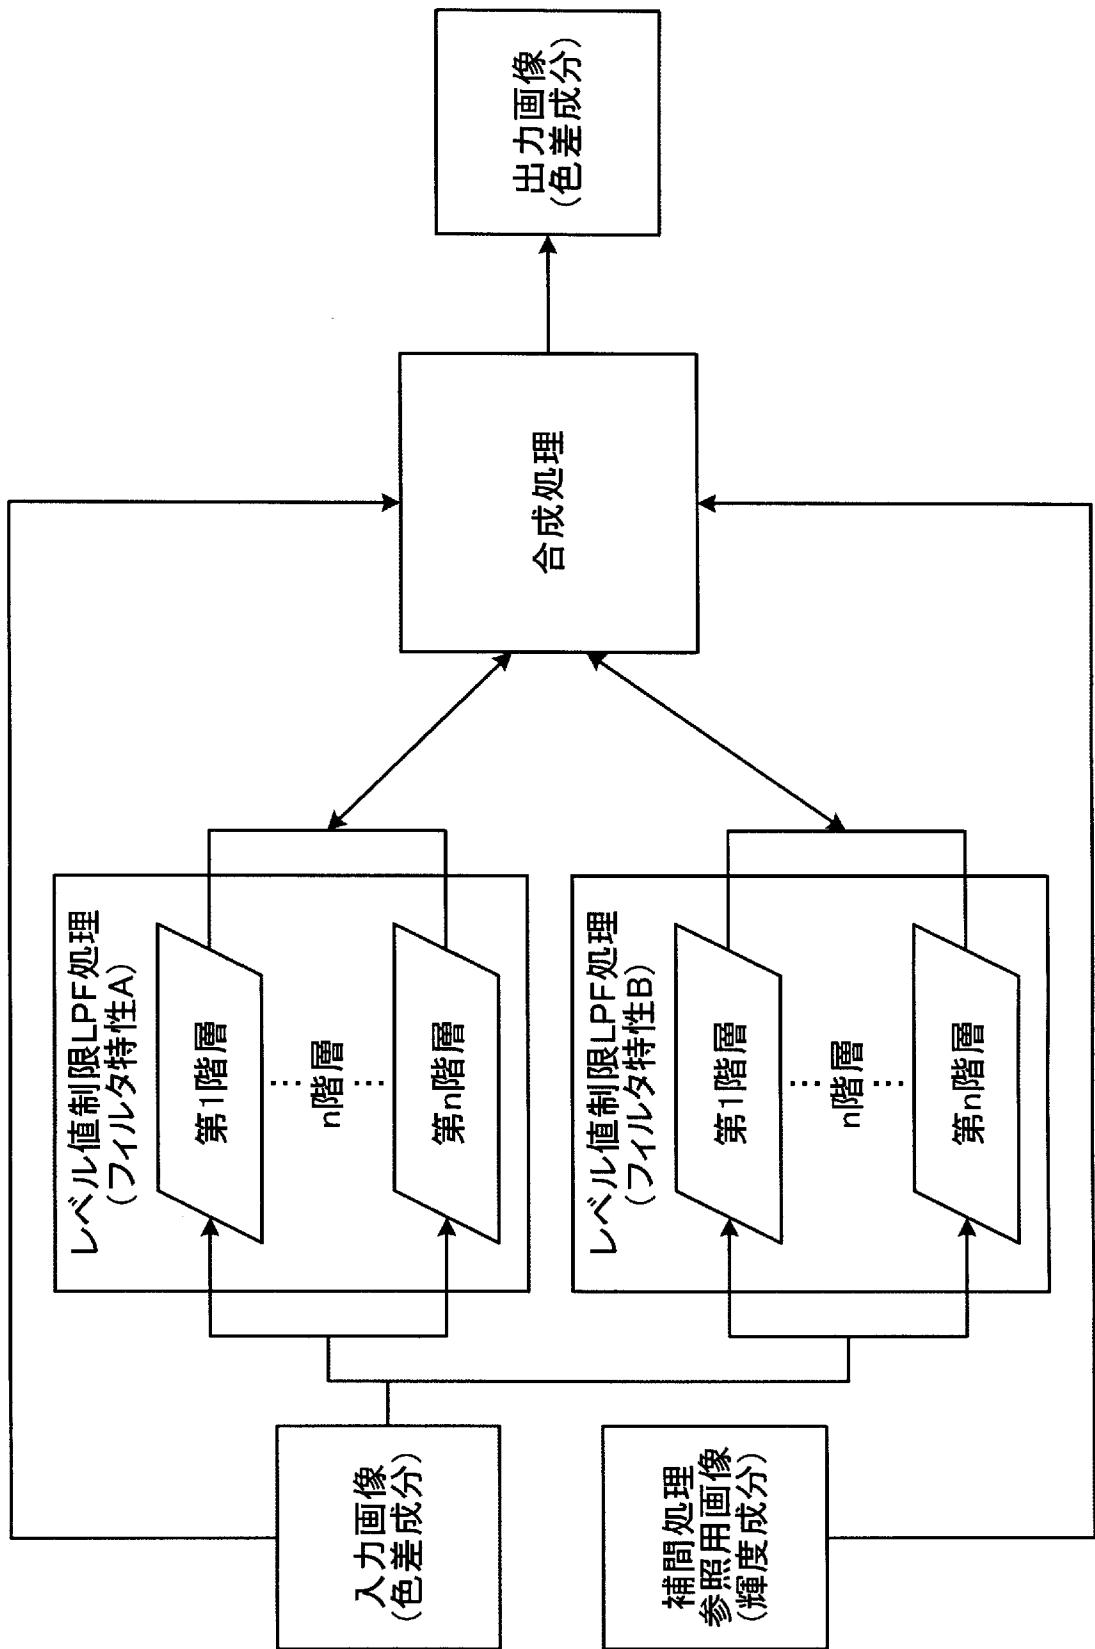 入力画像
(色差成分)
補間処理
参照用画像
(輝度成分)
レベル値制限LPF処理
(フィルタ特性A)
第1階層
… n階層 …
第n階層
レベル値制限LPF処理
(フィルタ特性B)
第1階層
… n階層 …
第n階層
合成処理
出力画像
(色差成分)